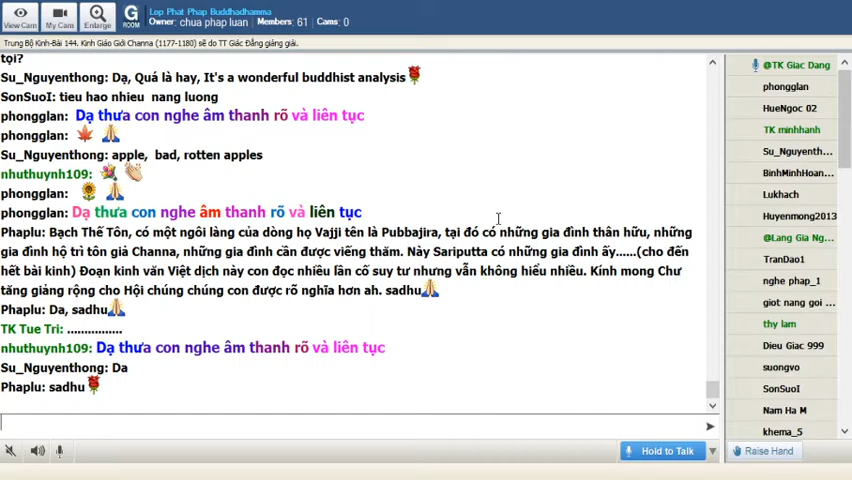 Lop Phat Phap Buddhadhamma
Owner: chua phap luan Members: 61 Cams: 0
View Cam My Cam Enlarge G ROOM
Trung Bộ Kinh-Bài 144. Kinh Giáo Giới Channa (1177-1180) sẽ do TT Giác Đẳng giảng giải.
tọi?
Su_Nguyenthong: Dạ, Quả là hay, It's a wonderful buddhist analysis
SonSuoI: tieu hao nhieu nang luong
phongglan: Dạ thưa con nghe âm thanh rõ và liên tục
phongglan:
Su_Nguyenthong: apple, bad, rotten apples
nhuthuynh109:
phongglan:
phongglan: Dạ thưa con nghe âm thanh rõ và liên tục
Phaplu: Bạch Thế Tôn, có một ngôi làng của dòng họ Vajji tên là Pubbajira, tại đó có những gia đình thân hữu, những
gia đình hộ trì tôn giả Channa, những gia đình cần được viếng thăm. Này Sariputta có những gia đình ấy......(cho đến
hết bài kinh) Đoạn kinh văn Việt dịch này con đọc nhiều lần cố suy tư nhưng vẫn không hiểu nhiều. Kính mong Chư
tăng giảng rộng cho Hội chúng chúng con được rõ nghĩa hơn ah. sadhu
Phaplu: Da, sadhu
TK Tue Tri: ................
nhuthuynh109: Dạ thưa con nghe âm thanh rõ và liên tục
Su_Nguyenthong: Da
Phaplu: sadhu
Hold to Talk
Raise Hand
@TK Giac Dang
phongglan
HueNgoc 02
TK minhhanh
Su_Nguyenth...
BinhMinhHoan...
Lukhach
Huyenmong2013
@Lang Gia Ng...
TranDao1
nghe phap_1
giot nang goi ...
thy lam
Dieu Giac 999
suongvo
SonSuoI
Nam Ha M
khema_5